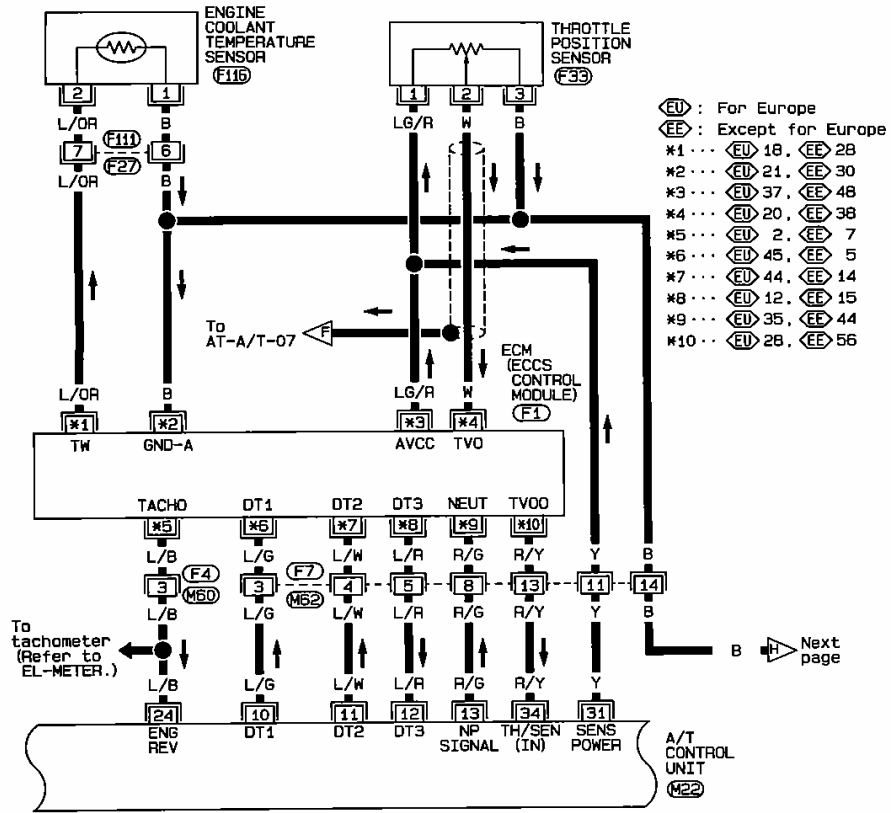 ENGINE
COOLANT
TEMPERATURE
SENSOR
F116
THROTTLE
POSITION
SENSOR
F33
2 1
1 2 3
L/OR B
LG/R W B
7 F111 6
F27
L/OR B
EU : For Europe
EE : Except for Europe
*1 ··· EU 18, EE 28
*2 ··· EU 21, EE 30
*3 ··· EU 37, EE 48
*4 ··· EU 20, EE 38
*5 ··· EU 2, EE 7
*6 ··· EU 45, EE 5
*7 ··· EU 44, EE 14
*8 ··· EU 12, EE 15
*9 ··· EU 35, EE 44
*10 ·· EU 28, EE 56
To
AT-A/T-07
F
ECM
(ECCS
CONTROL
MODULE)
F1
L/OR B LG/R W
*1 *2 *3 *4
TW GND-A AVCC TVO
TACHO DT1 DT2 DT3 NEUT TVOO
*5 *6 *7 *8 *9 *10
L/B L/G L/W L/R R/G R/Y Y B
F4 F7
3 3 4 5 8 13 11 14
M60 M62
L/B L/G L/W L/R R/G R/Y Y B
To
tachometer
(Refer to
EL-METER.)
B H Next
page
L/B L/G L/W L/R R/G R/Y Y
24 10 11 12 13 34 31
ENG
REV
DT1
DT2
DT3
NP
SIGNAL
TH/SEN
(IN)
SENS
POWER
A/T
CONTROL
UNIT
M22